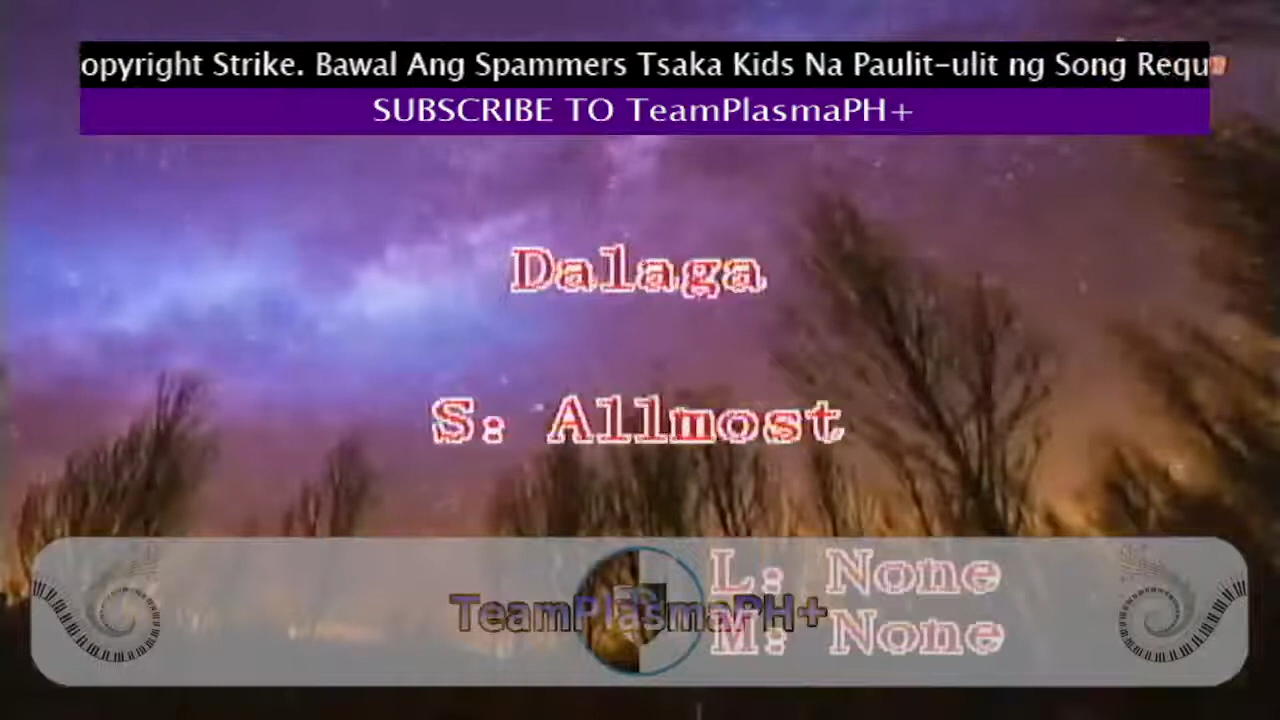 opyright Strike. Bawal Ang Spammers Tsaka Kids Na Paulit-ulit ng Song Requ
SUBSCRIBE TO TeamPlasmaPH+
Dalaga
S: Allmost
L: None
TeamPlasmaPH+
M: None